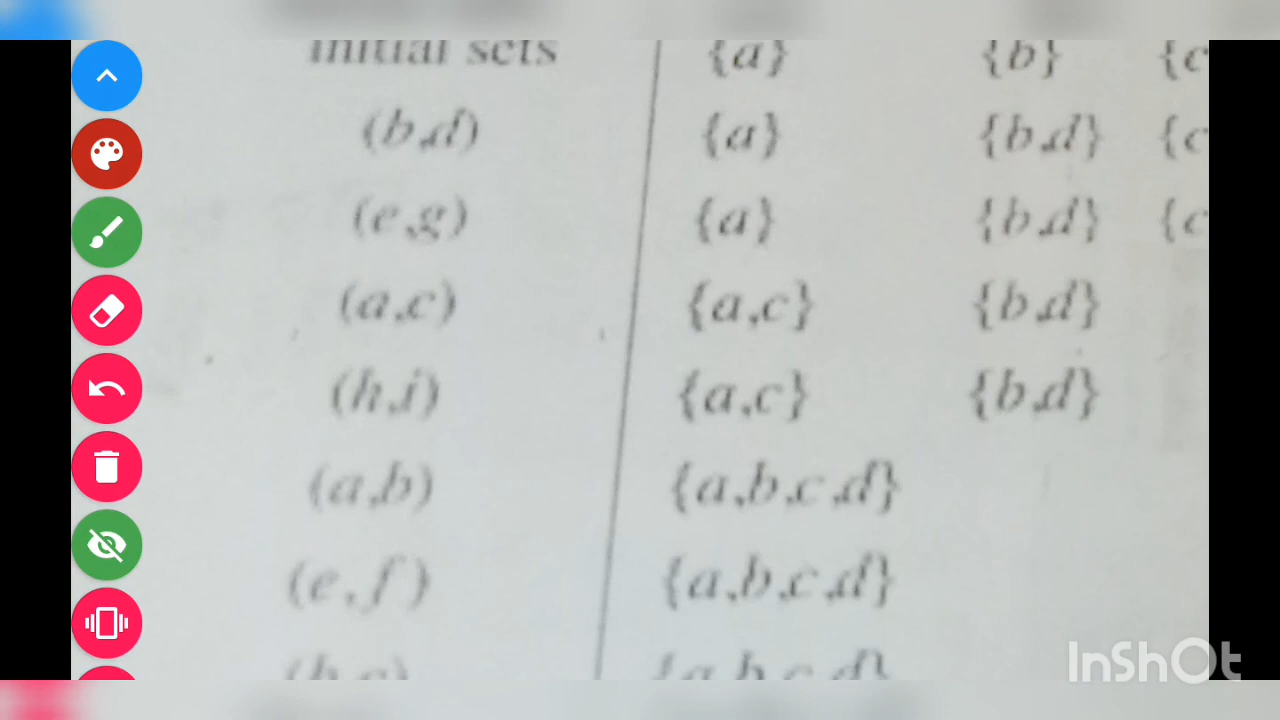 initial sets {a} {b} {c
(b,d) {a} {b,d} {c
(e,g) {a} {b,d} {c
(a,c) {a,c} {b,d}
(h,i) {a,c} {b,d}
(a,b) {a,b,c,d}
(e,f) {a,b,c,d}
(b,c) {a,b,c,d}
InShOt